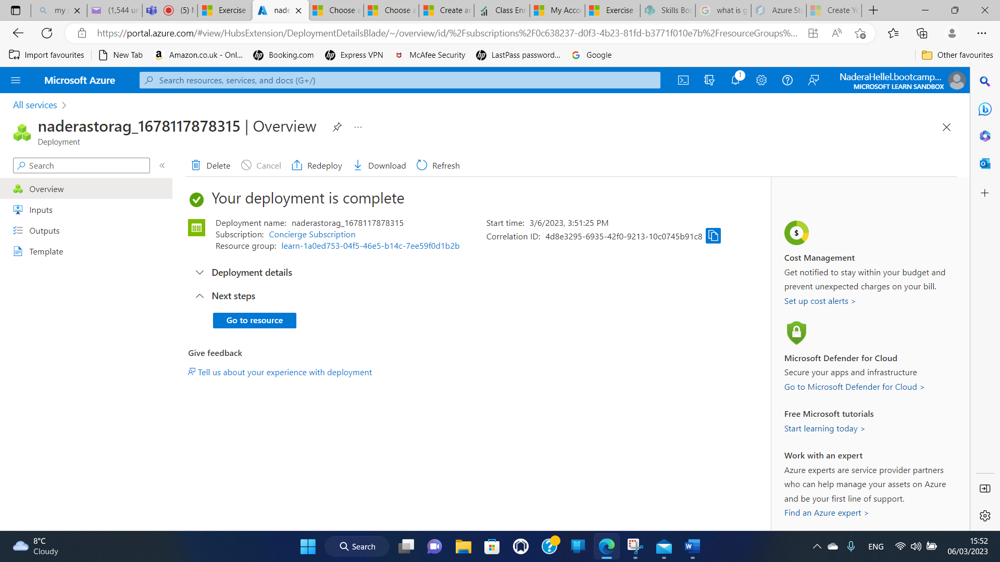 my
(1,544 un
(5) M
Exercise -
nade
Choose a
Choose a
Create an
Class Enr
My Acco
Exercise -
Skills Boo
what is g
Azure Sto
Create Yo
https://portal.azure.com/#view/HubsExtension/DeploymentDetailsBlade/~/overview/id/%2Fsubscriptions%2F0c638237-d0f3-4b23-81fd-b3771f010e7b%2FresourceGroups%...
Import favourites
New Tab
Amazon.co.uk - Onl...
Booking.com
Express VPN
McAfee Security
LastPass password...
Google
Other favourites
Microsoft Azure
Search resources, services, and docs (G+/)
1
NaderaHellel.bootcamp...
MICROSOFT LEARN SANDBOX
All services
naderastorag_1678117878315 | Overview
Deployment
Search
Delete
Cancel
Redeploy
Download
Refresh
Overview
Inputs
Outputs
Template
Your deployment is complete
Deployment name: naderastorag_1678117878315
Subscription: Concierge Subscription
Resource group: learn-1a0ed753-04f5-46e5-b14c-7ee59f0d1b2b
Start time: 3/6/2023, 3:51:25 PM
Correlation ID: 4d8e3295-6935-42f0-9213-10c0745b91c8
Deployment details
Next steps
Go to resource
Give feedback
Tell us about your experience with deployment
$
Cost Management
Get notified to stay within your budget and
prevent unexpected charges on your bill.
Set up cost alerts >
Microsoft Defender for Cloud
Secure your apps and infrastructure
Go to Microsoft Defender for Cloud >
Free Microsoft tutorials
Start learning today >
Work with an expert
Azure experts are service provider partners
who can help manage your assets on Azure
and be your first line of support.
Find an Azure expert >
8°C
Cloudy
Search
ENG
15:52
06/03/2023